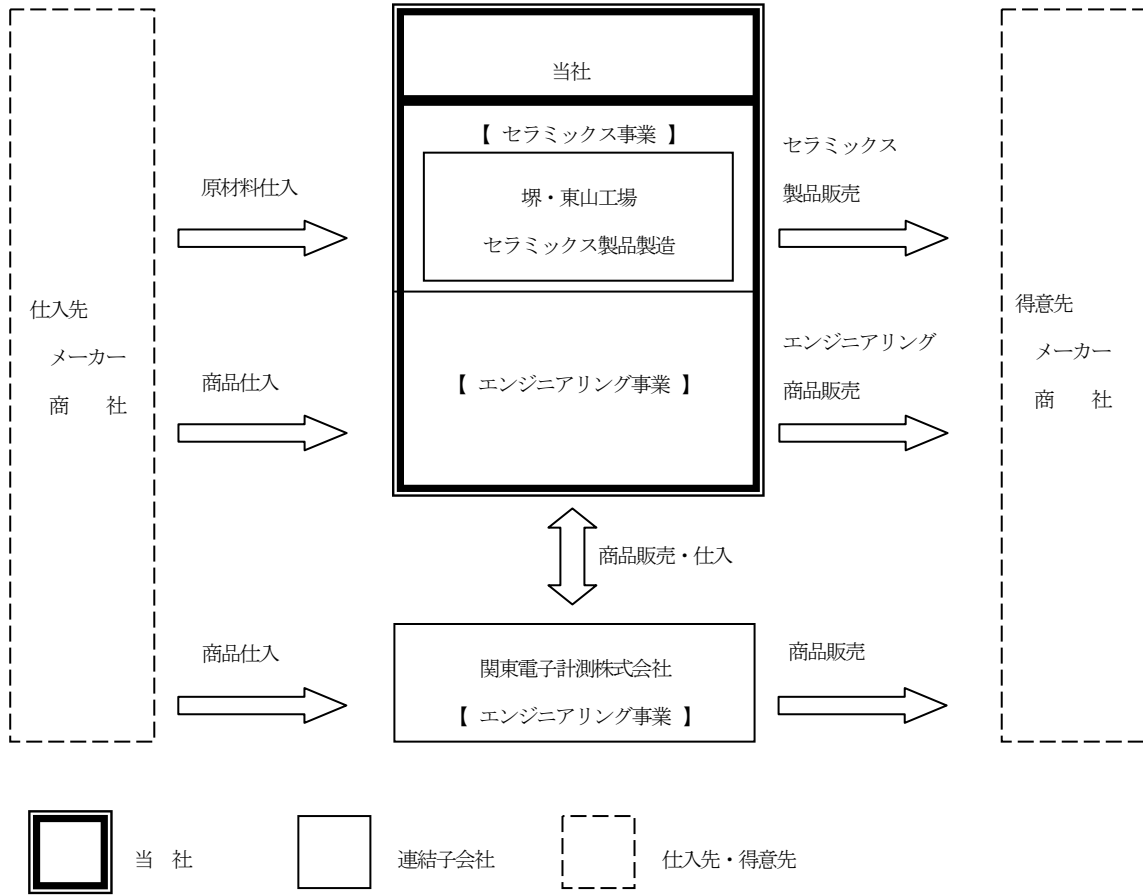 当社
【 セラミックス事業 】
堺・東山工場
セラミックス製品製造
原材料仕入
セラミックス
製品販売
仕入先
メーカー
商　社
商品仕入
【 エンジニアリング事業 】
エンジニアリング
商品販売
得意先
メーカー
商　社
商品販売・仕入
商品仕入
関東電子計測株式会社
【 エンジニアリング事業 】
商品販売
当　社
連結子会社
仕入先・得意先